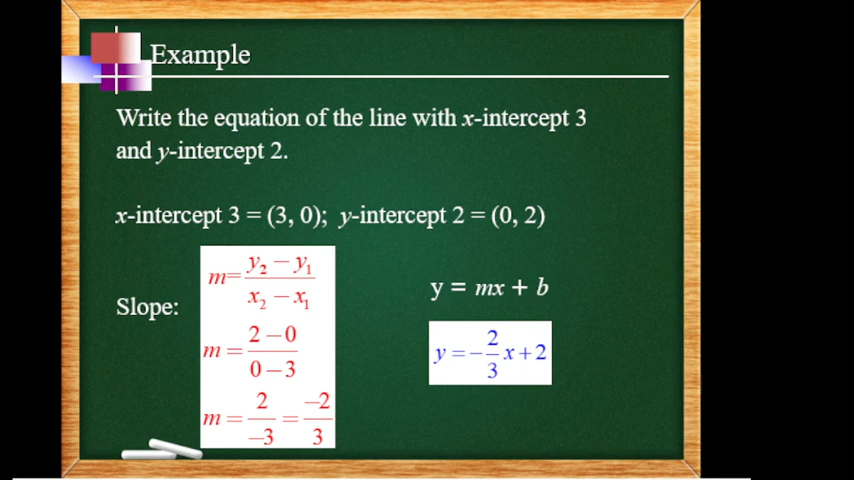 Example
Write the equation of the line with x-intercept 3
and y-intercept 2.
x-intercept 3 = (3, 0); y-intercept 2 = (0, 2)
Slope:
m = (y₂ − y₁)/(x₂ − x₁)
m = (2 − 0)/(0 − 3)
m = 2/−3 = −2/3
y = mx + b
y = −2/3 x + 2